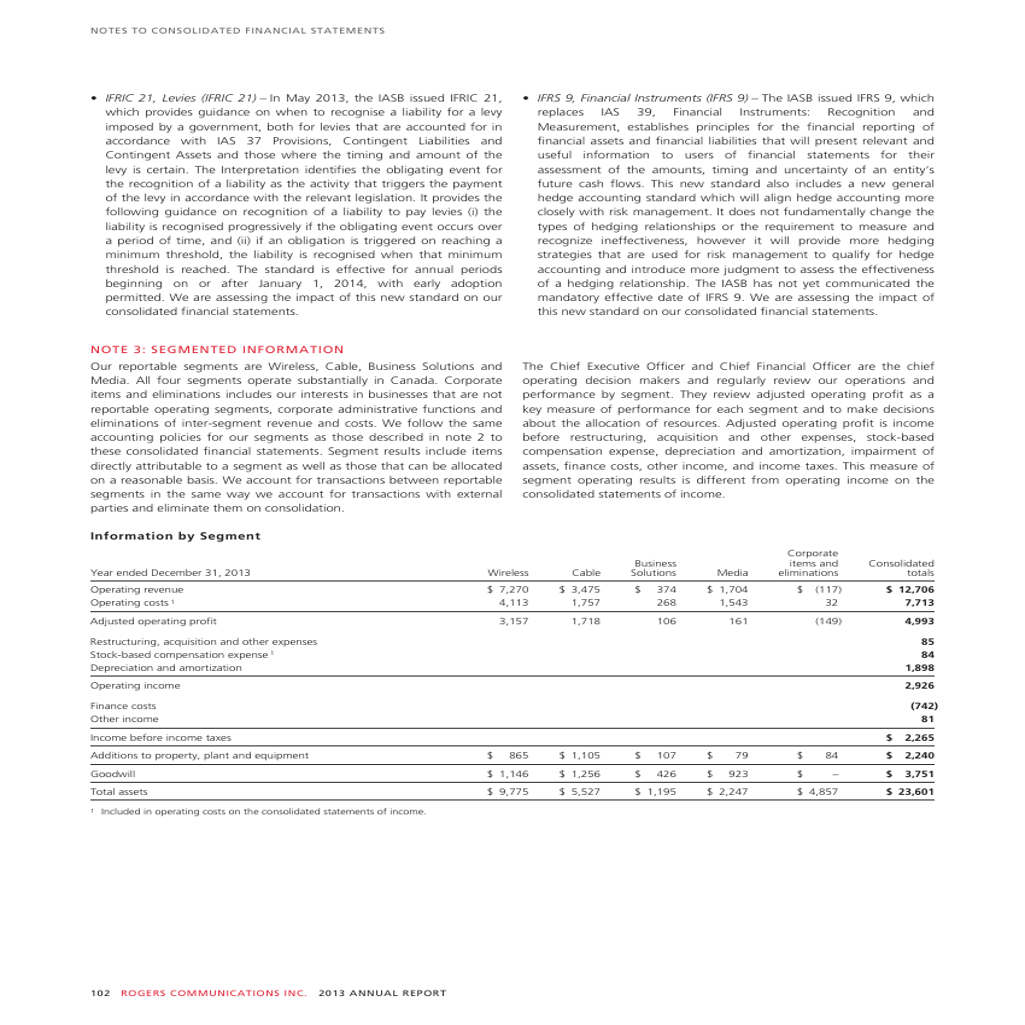 NOTES TO CONSOLIDATED FINANCIAL STATEMENTS
• IFRIC 21, Levies (IFRIC 21) – In May 2013, the IASB issued IFRIC 21,
which provides guidance on when to recognise a liability for a levy
imposed by a government, both for levies that are accounted for in
accordance with IAS 37 Provisions, Contingent Liabilities and
Contingent Assets and those where the timing and amount of the
levy is certain. The Interpretation identifies the obligating event for
the recognition of a liability as the activity that triggers the payment
of the levy in accordance with the relevant legislation. It provides the
following guidance on recognition of a liability to pay levies (i) the
liability is recognised progressively if the obligating event occurs over
a period of time, and (ii) if an obligation is triggered on reaching a
minimum threshold, the liability is recognised when that minimum
threshold is reached. The standard is effective for annual periods
beginning on or after January 1, 2014, with early adoption
permitted. We are assessing the impact of this new standard on our
consolidated financial statements.
• IFRS 9, Financial Instruments (IFRS 9) – The IASB issued IFRS 9, which
replaces IAS 39, Financial Instruments: Recognition and
Measurement, establishes principles for the financial reporting of
financial assets and financial liabilities that will present relevant and
useful information to users of financial statements for their
assessment of the amounts, timing and uncertainty of an entity's
future cash flows. This new standard also includes a new general
hedge accounting standard which will align hedge accounting more
closely with risk management. It does not fundamentally change the
types of hedging relationships or the requirement to measure and
recognize ineffectiveness, however it will provide more hedging
strategies that are used for risk management to qualify for hedge
accounting and introduce more judgment to assess the effectiveness
of a hedging relationship. The IASB has not yet communicated the
mandatory effective date of IFRS 9. We are assessing the impact of
this new standard on our consolidated financial statements.
NOTE 3: SEGMENTED INFORMATION
Our reportable segments are Wireless, Cable, Business Solutions and
Media. All four segments operate substantially in Canada. Corporate
items and eliminations includes our interests in businesses that are not
reportable operating segments, corporate administrative functions and
eliminations of inter-segment revenue and costs. We follow the same
accounting policies for our segments as those described in note 2 to
these consolidated financial statements. Segment results include items
directly attributable to a segment as well as those that can be allocated
on a reasonable basis. We account for transactions between reportable
segments in the same way we account for transactions with external
parties and eliminate them on consolidation.
The Chief Executive Officer and Chief Financial Officer are the chief
operating decision makers and regularly review our operations and
performance by segment. They review adjusted operating profit as a
key measure of performance for each segment and to make decisions
about the allocation of resources. Adjusted operating profit is income
before restructuring, acquisition and other expenses, stock-based
compensation expense, depreciation and amortization, impairment of
assets, finance costs, other income, and income taxes. This measure of
segment operating results is different from operating income on the
consolidated statements of income.
Information by Segment
Year ended December 31, 2013 Wireless Cable Business Solutions Media Corporate items and eliminations Consolidated totals
Operating revenue $ 7,270 $ 3,475 $ 374 $ 1,704 $ (117) $ 12,706
Operating costs ¹ 4,113 1,757 268 1,543 32 7,713
Adjusted operating profit 3,157 1,718 106 161 (149) 4,993
Restructuring, acquisition and other expenses 85
Stock-based compensation expense ¹ 84
Depreciation and amortization 1,898
Operating income 2,926
Finance costs (742)
Other income 81
Income before income taxes $ 2,265
Additions to property, plant and equipment $ 865 $ 1,105 $ 107 $ 79 $ 84 $ 2,240
Goodwill $ 1,146 $ 1,256 $ 426 $ 923 $ – $ 3,751
Total assets $ 9,775 $ 5,527 $ 1,195 $ 2,247 $ 4,857 $ 23,601
¹ Included in operating costs on the consolidated statements of income.
102 ROGERS COMMUNICATIONS INC. 2013 ANNUAL REPORT